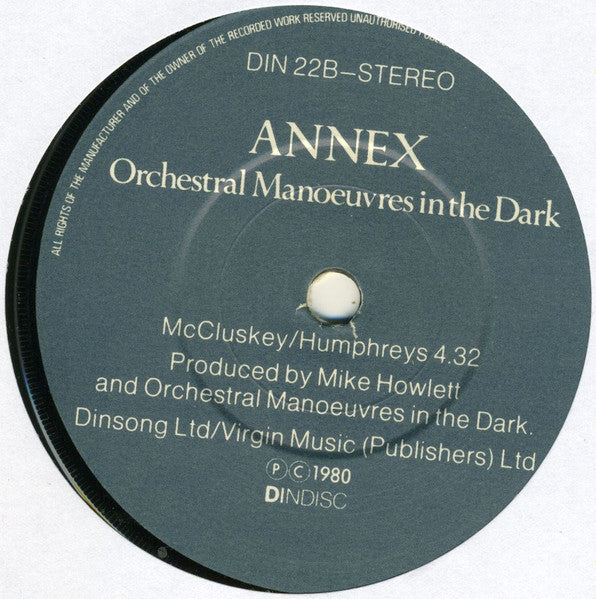 ALL RIGHTS OF THE MANUFACTURER AND OF THE OWNER OF THE RECORDED WORK RESERVED UNAUTHORISED
DIN 22B–STEREO
ANNEX
Orchestral Manoeuvres in the Dark
McCluskey/Humphreys 4.32
Produced by Mike Howlett
and Orchestral Manoeuvres in the Dark.
Dinsong Ltd/Virgin Music (Publishers) Ltd
Ⓟ Ⓒ 1980
DINDISC